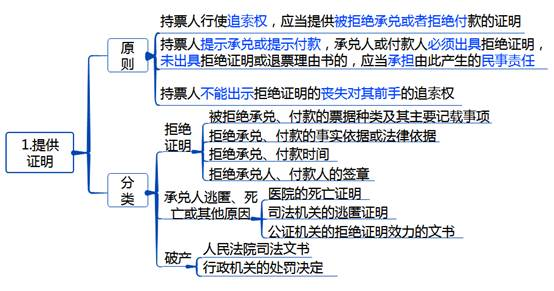 持票人行使追索权，应当提供被拒绝承兑或者拒绝付款的证明
原则
持票人提示承兑或提示付款，承兑人或付款人必须出具拒绝证明，
未出具拒绝证明或退票理由书的，应当承担由此产生的民事责任
持票人不能出示拒绝证明的丧失对其前手的追索权
1.提供
证明
分类
拒绝
证明
被拒绝承兑、付款的票据种类及其主要记载事项
拒绝承兑、付款的事实依据或法律依据
拒绝承兑、付款时间
拒绝承兑人、付款人的签章
承兑人逃匿、死
亡或其他原因
医院的死亡证明
司法机关的逃匿证明
公证机关的拒绝证明效力的文书
破产
人民法院司法文书
行政机关的处罚决定